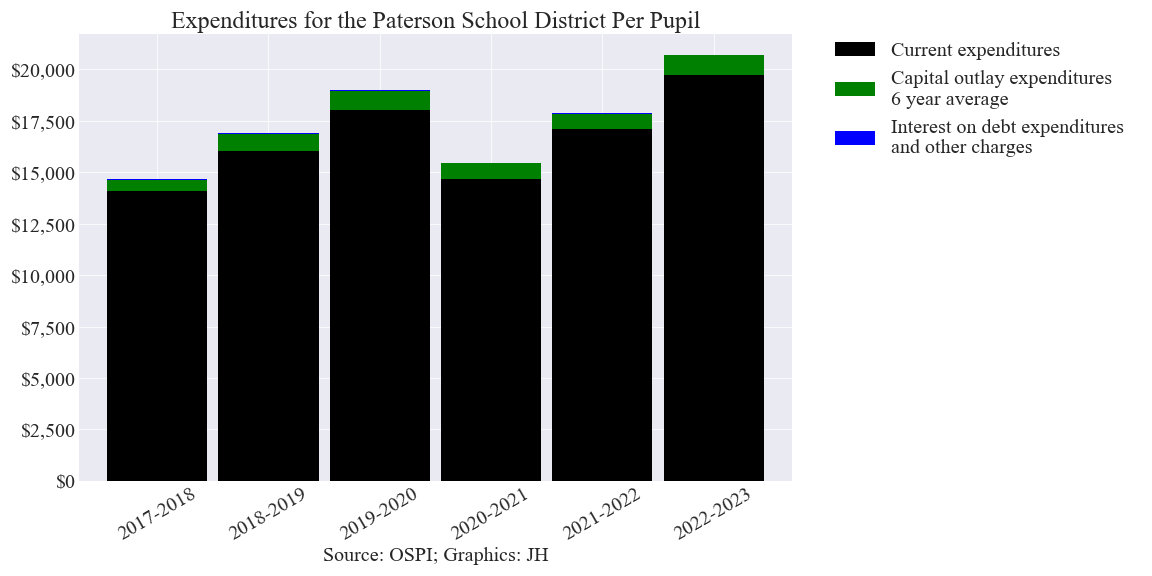 Expenditures for the Paterson School District Per Pupil
Current expenditures
Capital outlay expenditures
6 year average
Interest on debt expenditures
and other charges
$20,000
$17,500
$15,000
$12,500
$10,000
$7,500
$5,000
$2,500
$0
2017-2018
2018-2019
2019-2020
2020-2021
2021-2022
2022-2023
Source: OSPI; Graphics: JH